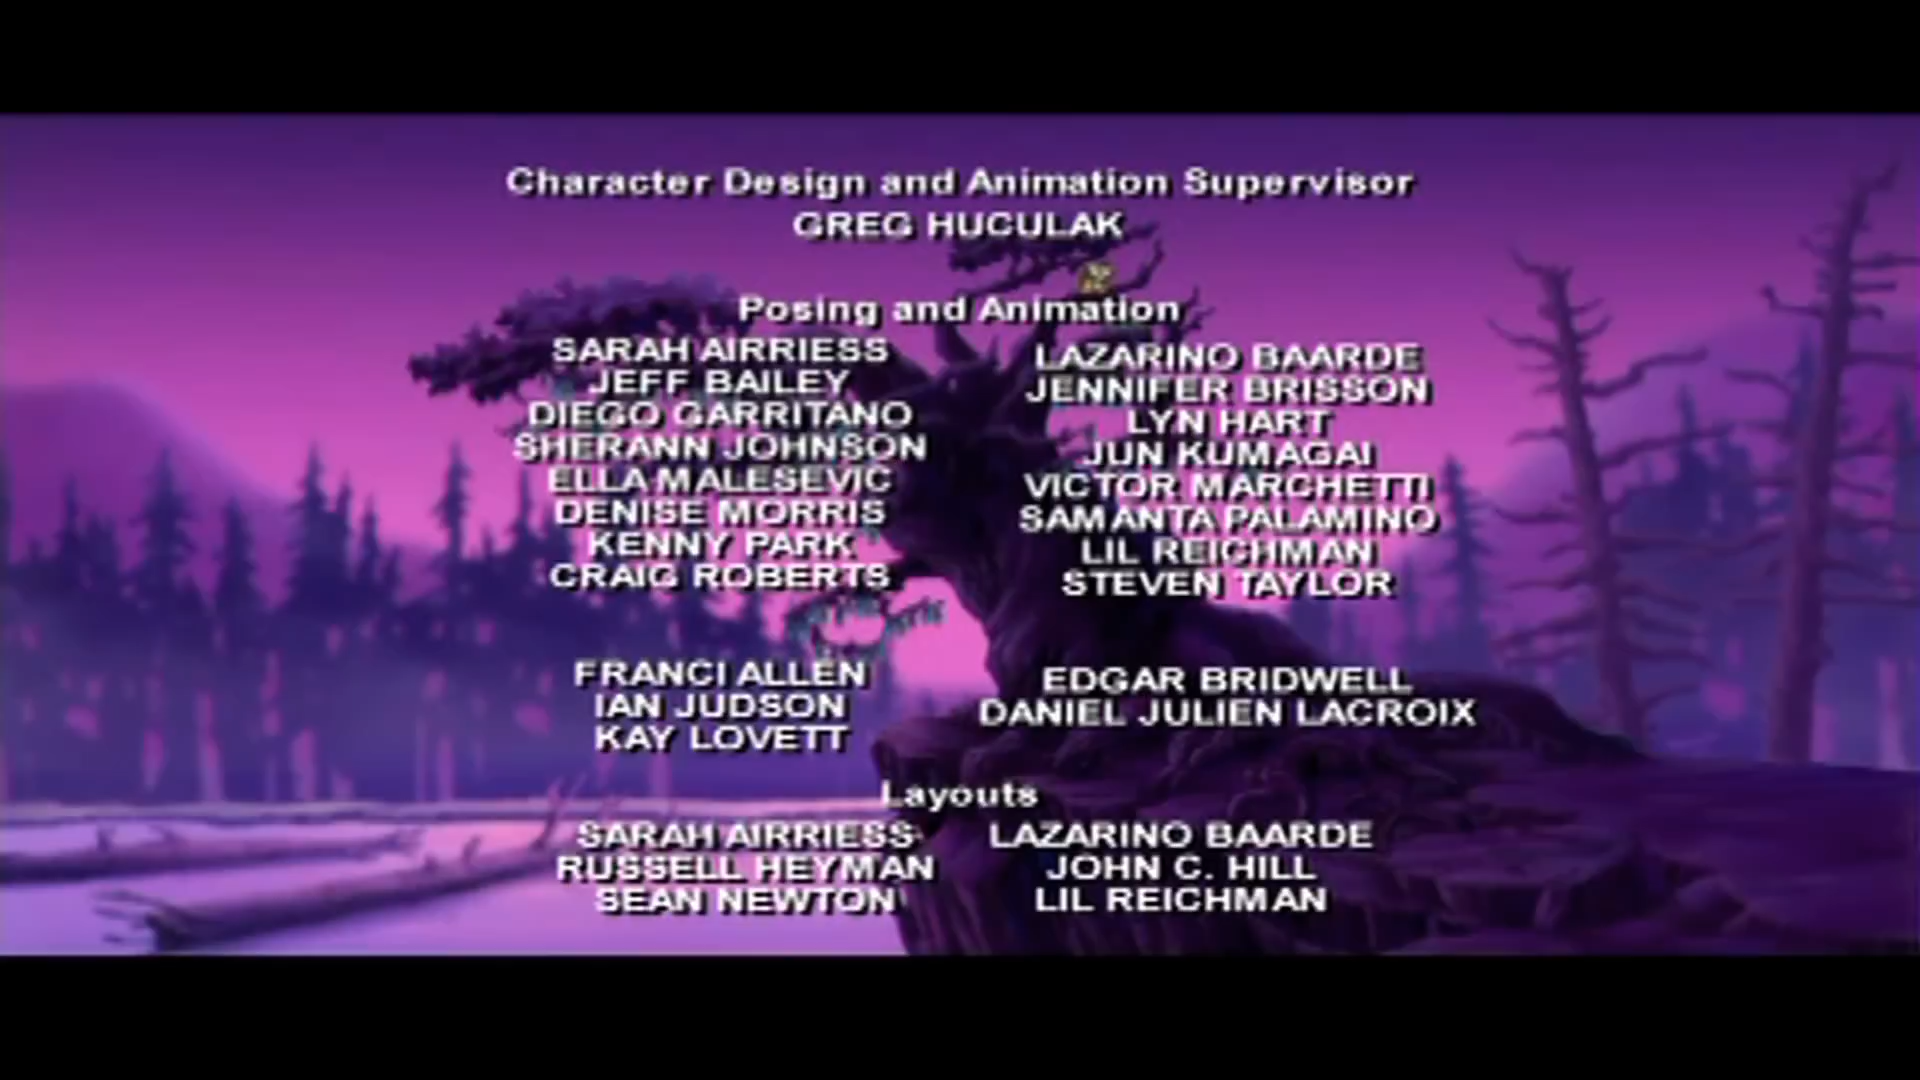 Character Design and Animation Supervisor
GREG HUCULAK
Posing and Animation
SARAH AIRRIESS LAZARINO BAARDE
JEFF BAILEY JENNIFER BRISSON
DIEGO GARRITANO LYN HART
SHERANN JOHNSON JUN KUMAGAI
ELLA MALESEVIC VICTOR MARCHETTI
DENISE MORRIS SAMANTA PALAMINO
KENNY PARK LIL REICHMAN
CRAIG ROBERTS STEVEN TAYLOR
FRANCI ALLEN EDGAR BRIDWELL
IAN JUDSON DANIEL JULIEN LACROIX
KAY LOVETT
Layouts
SARAH AIRRIESS LAZARINO BAARDE
RUSSELL HEYMAN JOHN C. HILL
SEAN NEWTON LIL REICHMAN